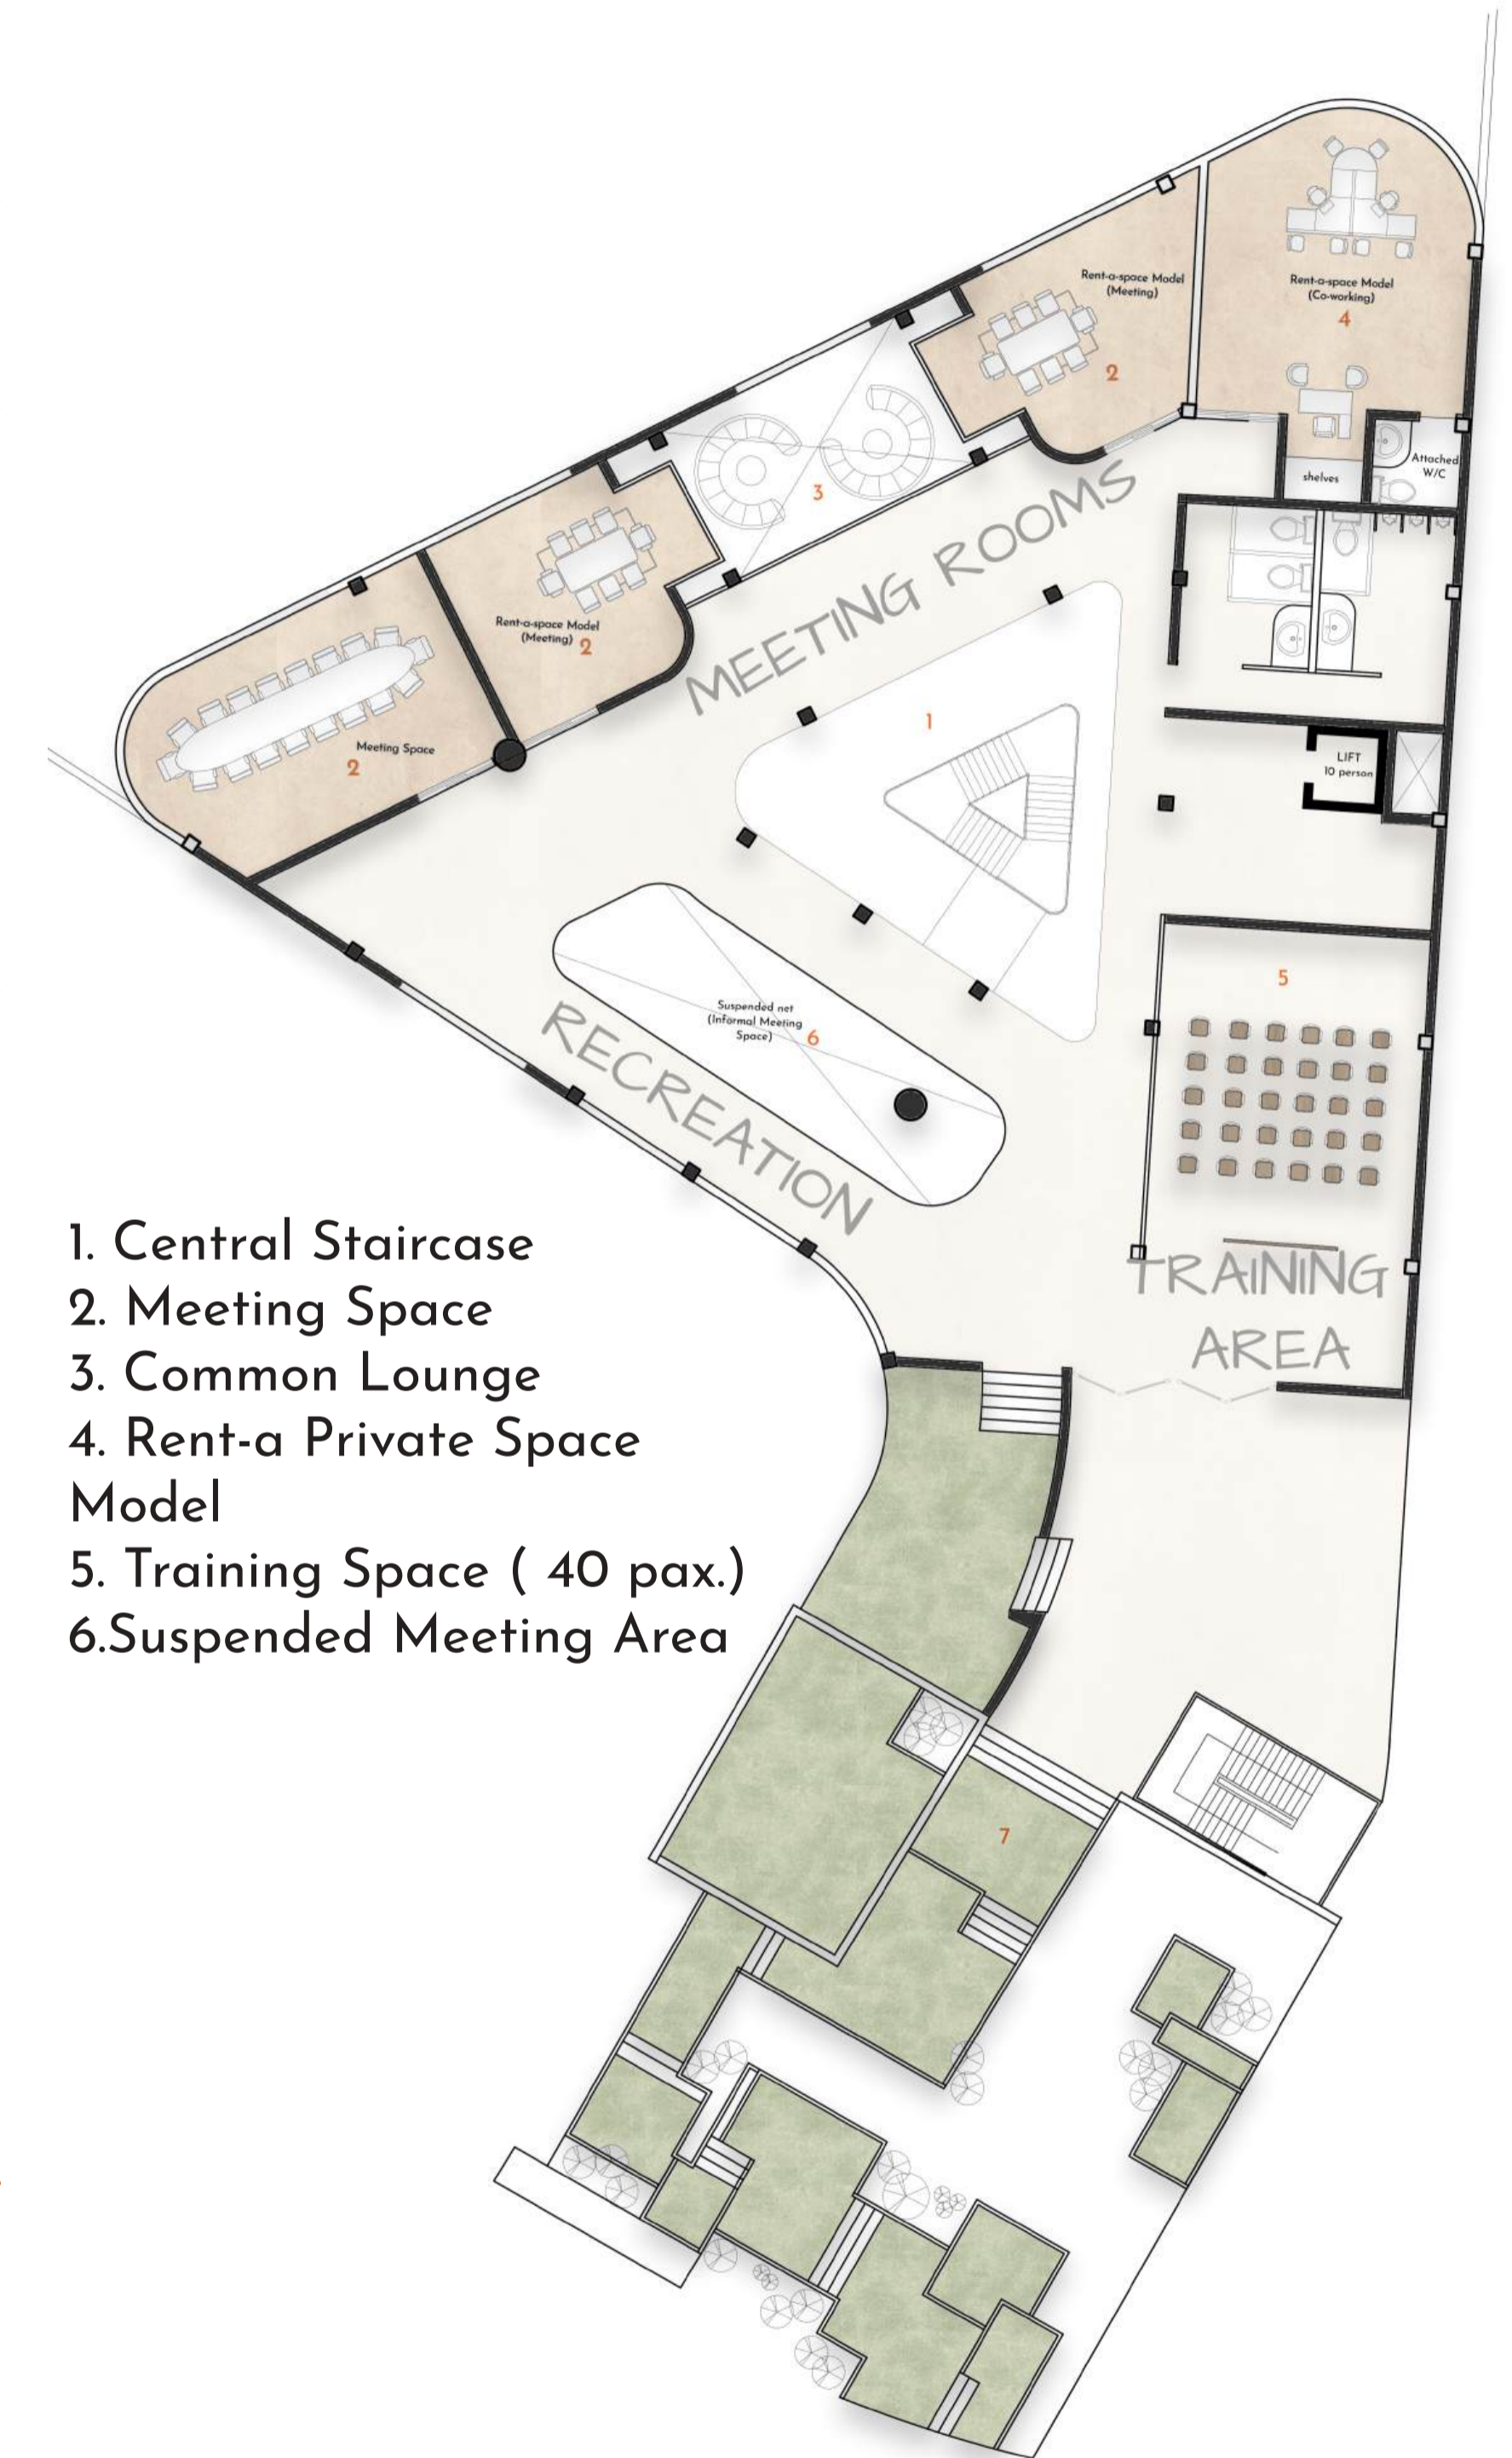 Rent-a-space Model
(Meeting)
2
Rent-a-space Model
(Co-working)
4
Attached
W/C
shelves
3
MEETING ROOMS
Rent-a-space Model
(Meeting) 2
Meeting Space
2
1
LIFT
10 person
5
Suspended net
(Informal Meeting
Space) 6
RECREATION
TRAINING
AREA
1. Central Staircase
2. Meeting Space
3. Common Lounge
4. Rent-a Private Space
Model
5. Training Space ( 40 pax.)
6.Suspended Meeting Area
7